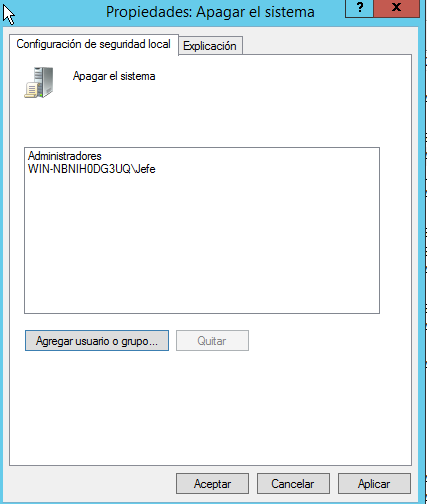 Propiedades: Apagar el sistema
? x
Configuración de seguridad local Explicación
Apagar el sistema
Administradores
WIN-NBNIH0DG3UQ\Jefe
Agregar usuario o grupo... Quitar
Aceptar Cancelar Aplicar